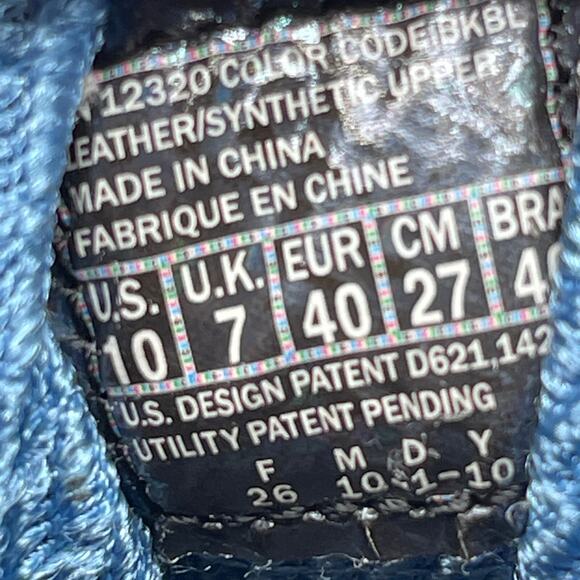 12320 COLOR CODE:BKBL
LEATHER/SYNTHETIC UPPER
MADE IN CHINA
FABRIQUE EN CHINE
U.S. U.K. EUR CM BRA
10 7 40 27
U.S. DESIGN PATENT D621,142
UTILITY PATENT PENDING
F M D Y
26 10 1-10